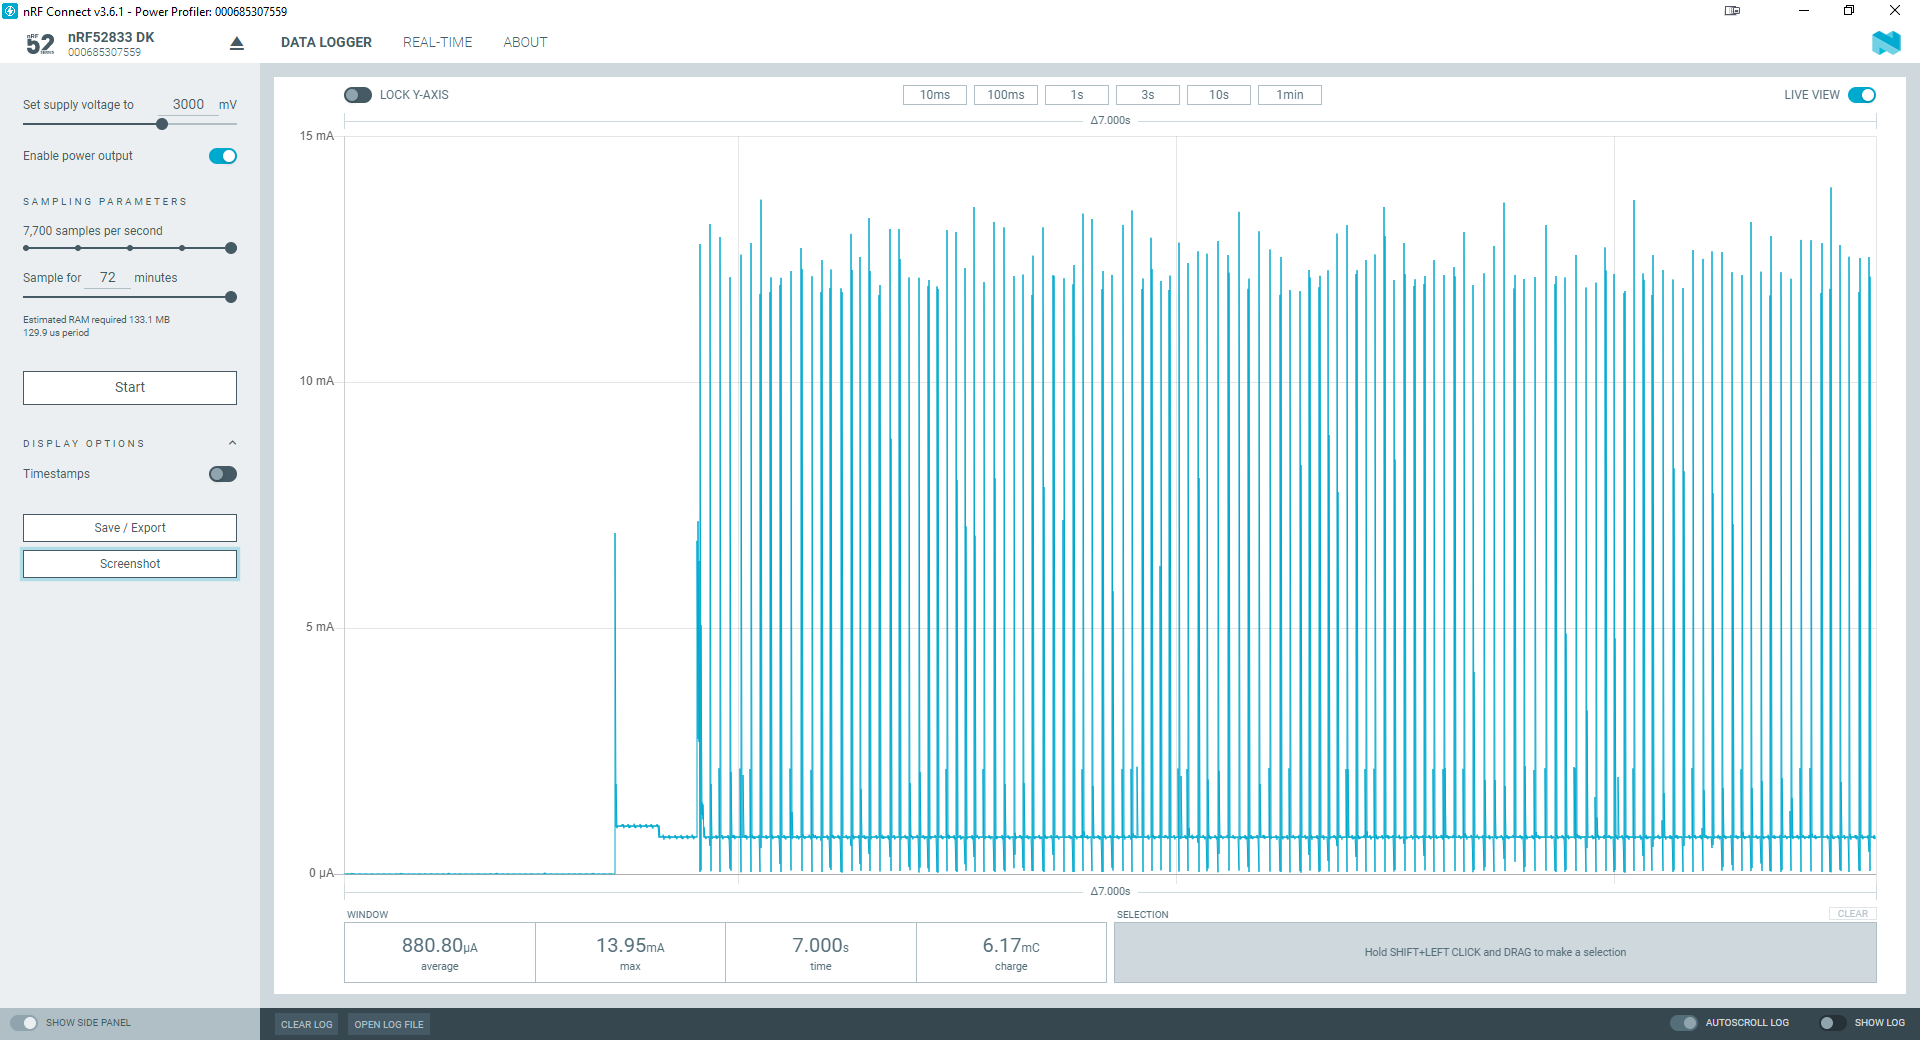 nRF Connect v3.6.1 - Power Profiler: 000685307559
nRF
52
SERIES
nRF52833 DK
000685307559
DATA LOGGER
REAL-TIME
ABOUT
Set supply voltage to 3000 mV
Enable power output
SAMPLING PARAMETERS
7,700 samples per second
Sample for 72 minutes
Estimated RAM required 133.1 MB
129.9 us period
Start
DISPLAY OPTIONS
Timestamps
Save / Export
Screenshot
LOCK Y-AXIS
10ms
100ms
1s
3s
10s
1min
LIVE VIEW
Δ7.000s
15 mA
10 mA
5 mA
0 µA
Δ7.000s
WINDOW
880.80µA
average
13.95mA
max
7.000s
time
6.17mC
charge
SELECTION
CLEAR
Hold SHIFT+LEFT CLICK and DRAG to make a selection
SHOW SIDE PANEL
CLEAR LOG
OPEN LOG FILE
AUTOSCROLL LOG
SHOW LOG